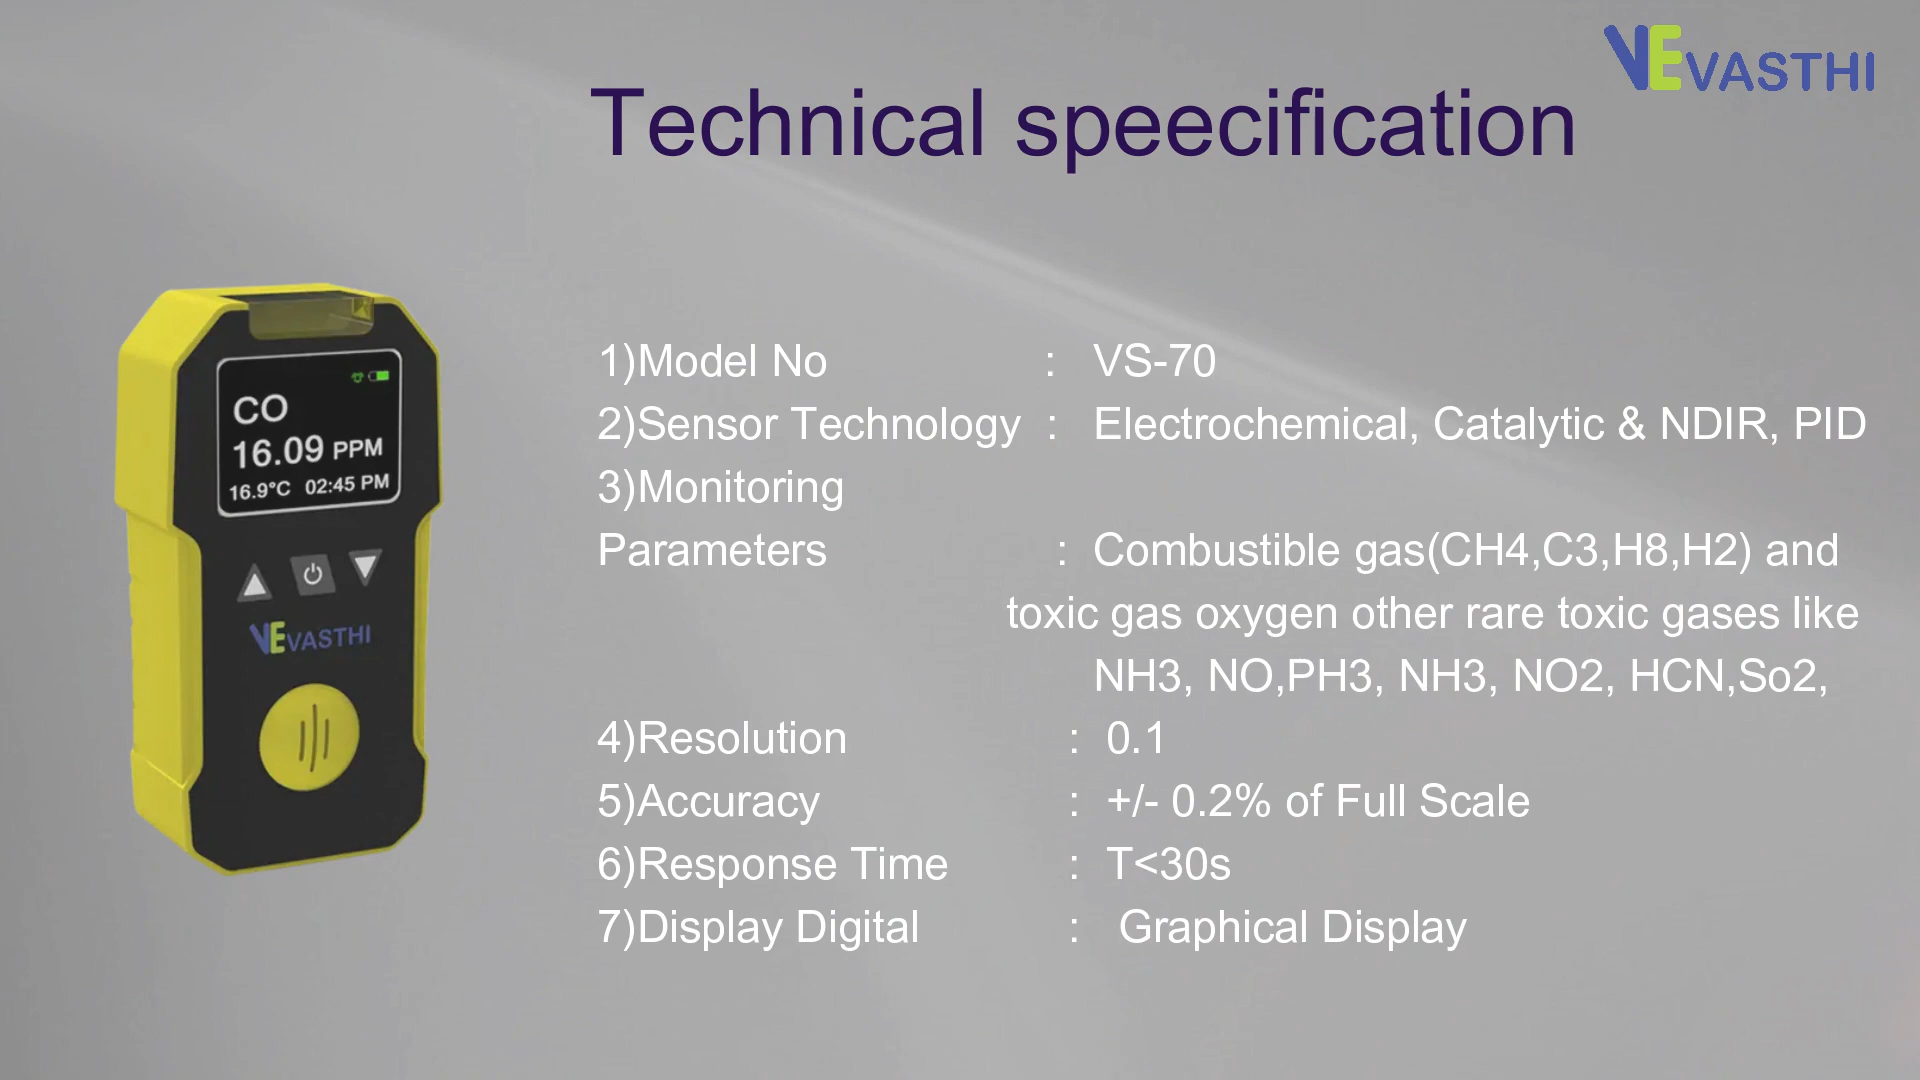 VEVASTHI
Technical speecification
CO
16.09 PPM
16.9°C 02:45 PM
VEVASTHI
1)Model No : VS-70
2)Sensor Technology : Electrochemical, Catalytic & NDIR, PID
3)Monitoring
Parameters : Combustible gas(CH4,C3,H8,H2) and
toxic gas oxygen other rare toxic gases like
NH3, NO,PH3, NH3, NO2, HCN,So2,
4)Resolution : 0.1
5)Accuracy : +/- 0.2% of Full Scale
6)Response Time : T<30s
7)Display Digital : Graphical Display